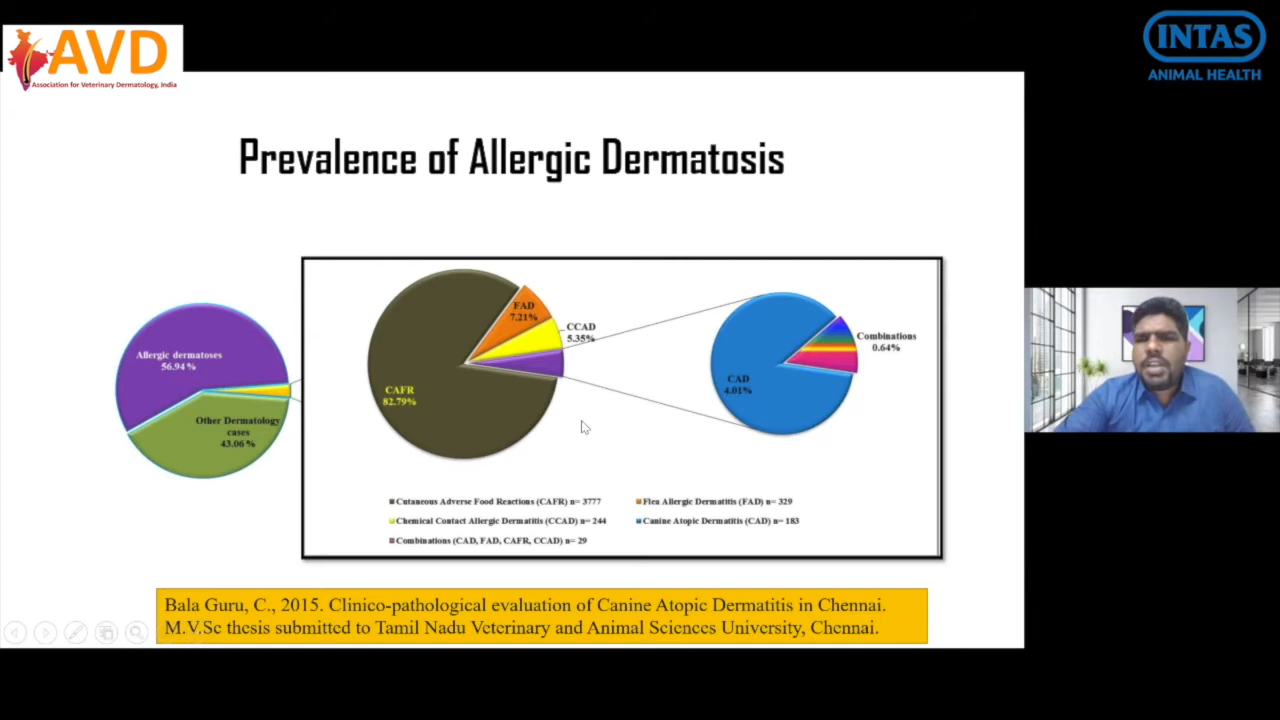 AVD
Association for Veterinary Dermatology, India
INTAS
ANIMAL HEALTH
Prevalence of Allergic Dermatosis
Allergic dermatoses
56.94%
Other Dermatology
cases
43.06%
FAD
7.21%
CCAD
5.35%
CAFR
82.79%
CAD
4.01%
Combinations
0.64%
Cutaneous Adverse Food Reactions (CAFR) n= 3777
Flea Allergic Dermatitis (FAD) n= 329
Chemical Contact Allergic Dermatitis (CCAD) n= 244
Canine Atopic Dermatitis (CAD) n= 183
Combinations (CAD, FAD, CAFR, CCAD) n= 29
Bala Guru, C., 2015. Clinico-pathological evaluation of Canine Atopic Dermatitis in Chennai.
M.V.Sc thesis submitted to Tamil Nadu Veterinary and Animal Sciences University, Chennai.